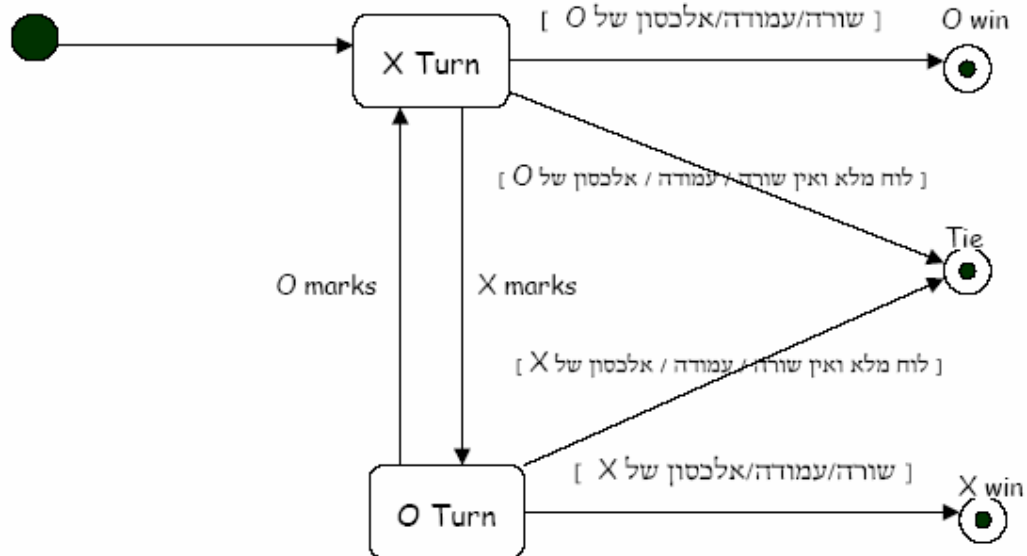 [ שורה/עמודה/אלכסון של O ]
O win
X Turn
[ לוח מלא ואין שורה / עמודה / אלכסון של O ]
Tie
O marks
X marks
[ לוח מלא ואין שורה / עמודה / אלכסון של X ]
[ שורה/עמודה/אלכסון של X ]
X win
O Turn